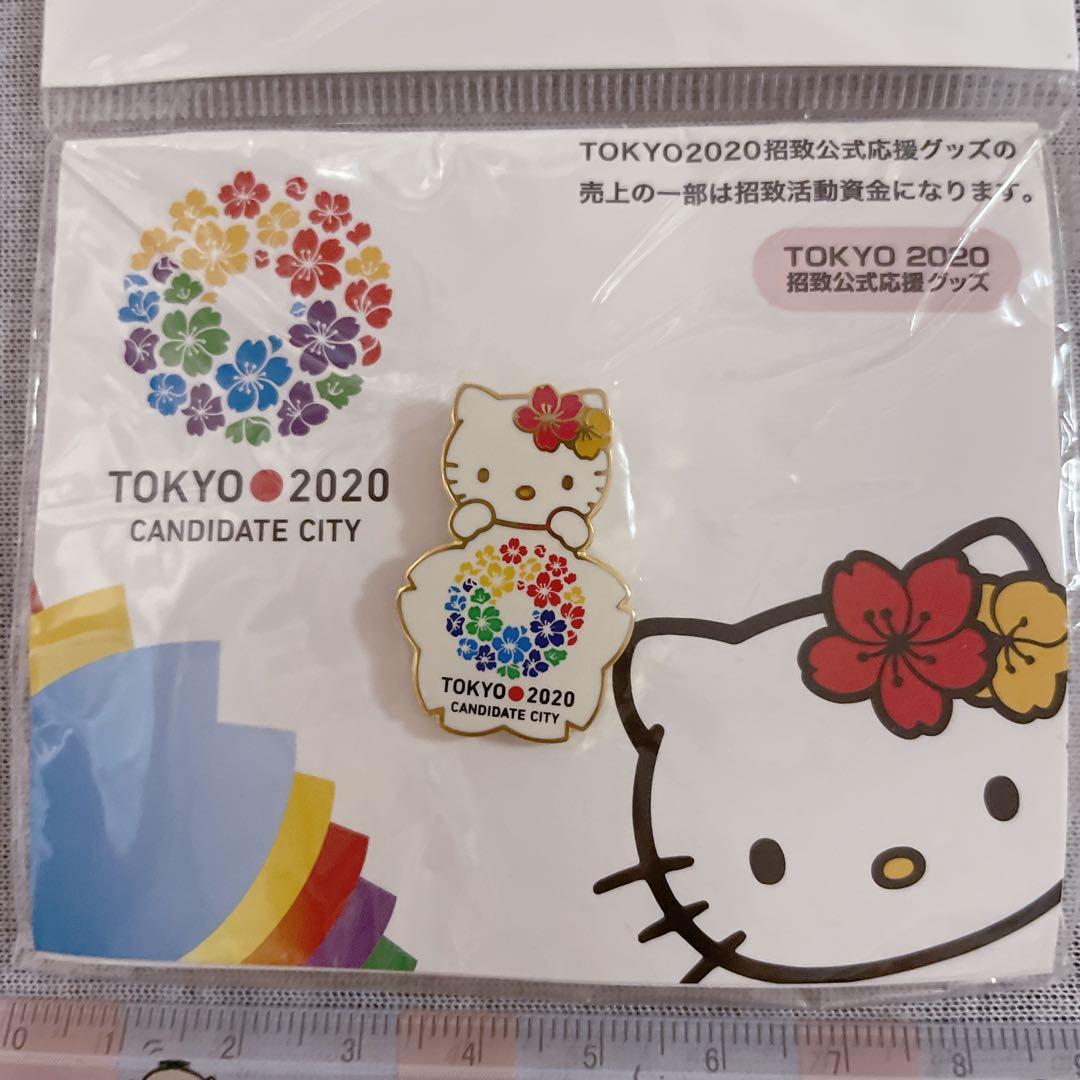 TOKYO2020招致公式応援グッズの
売上の一部は招致活動資金になります。
TOKYO 2020
招致公式応援グッズ
TOKYO●2020
CANDIDATE CITY
TOKYO●2020
CANDIDATE CITY
0 1 2 3 4 5 6 7 8 9